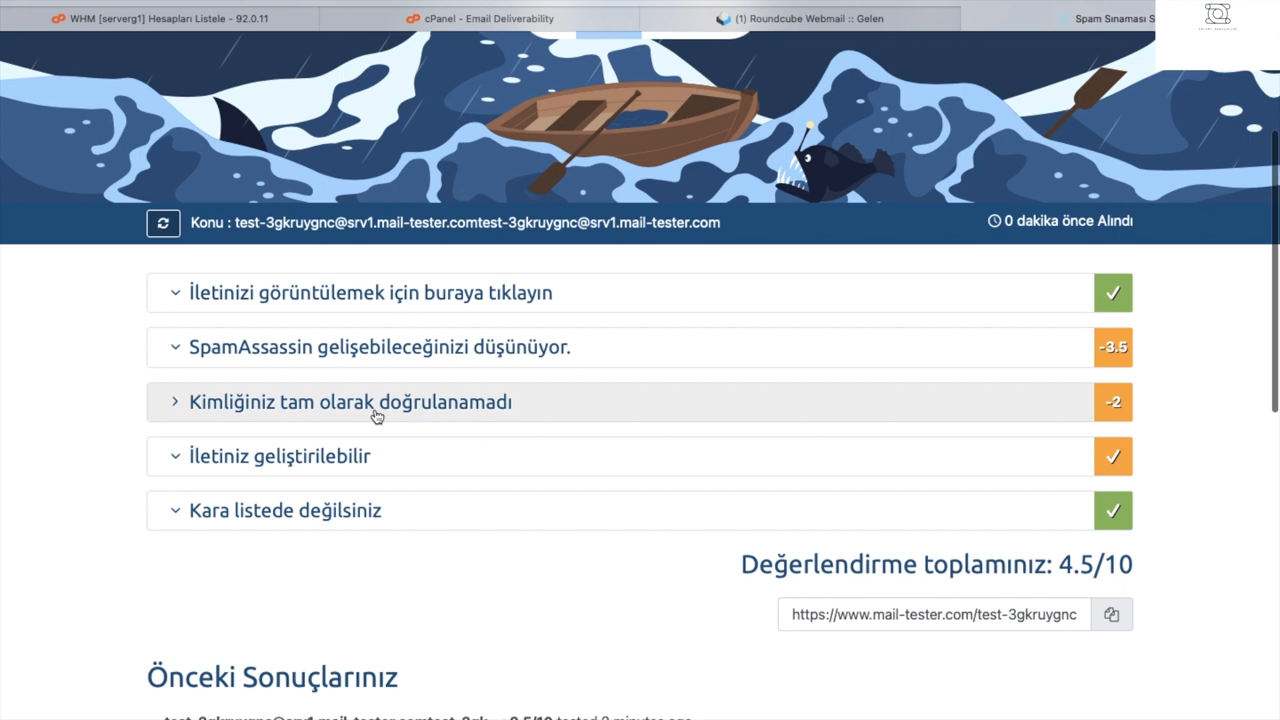 WHM [serverg1] Hesapları Listele - 92.0.11
cPanel - Email Deliverability
(1) Roundcube Webmail :: Gelen
Spam Sınaması S
Konu : test-3gkruygnc@srv1.mail-tester.comtest-3gkruygnc@srv1.mail-tester.com
0 dakika önce Alındı
İletinizi görüntülemek için buraya tıklayın
SpamAssassin gelişebileceğinizi düşünüyor.
-3.5
Kimliğiniz tam olarak doğrulanamadı
-2
İletiniz geliştirilebilir
Kara listede değilsiniz
Değerlendirme toplamınız: 4.5/10
https://www.mail-tester.com/test-3gkruygnc
Önceki Sonuçlarınız